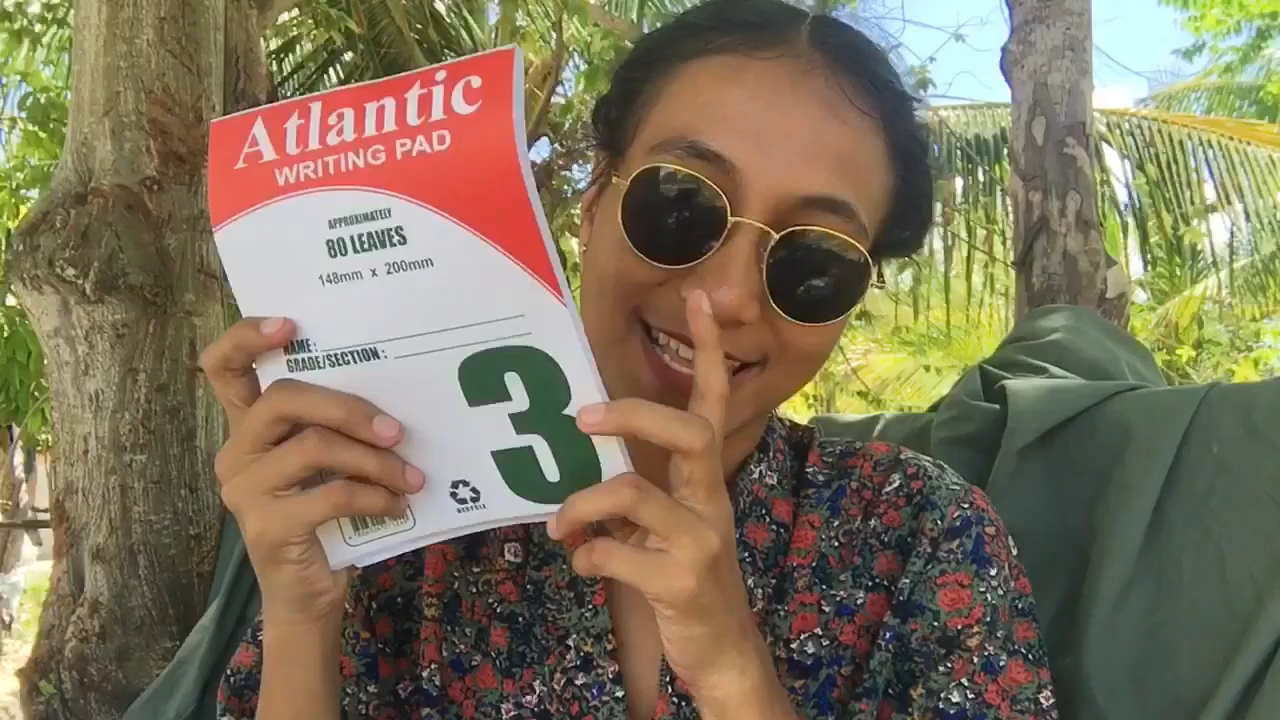 Atlantic
WRITING PAD
APPROXIMATELY
80 LEAVES
148mm x 200mm
NAME:
GRADE/SECTION:
3
RECYCLE